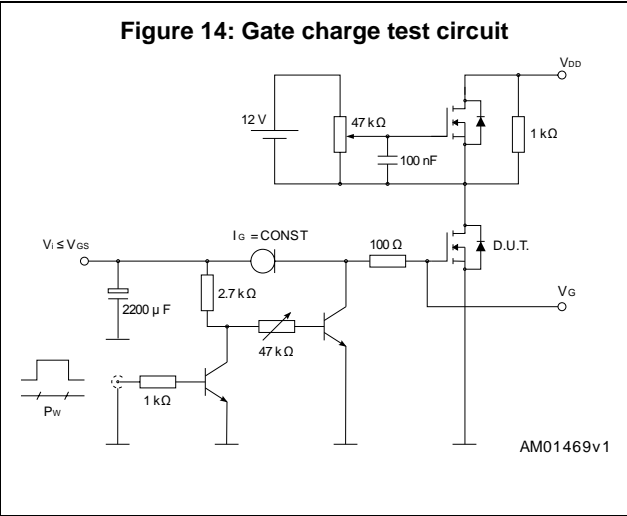 Figure 14: Gate charge test circuit
VDD
12 V
47 kΩ
1 kΩ
100 nF
Vi ≤ VGS
IG = CONST
100 Ω
D.U.T.
2.7 kΩ
VG
2200 µF
47 kΩ
1 kΩ
PW
AM01469v1